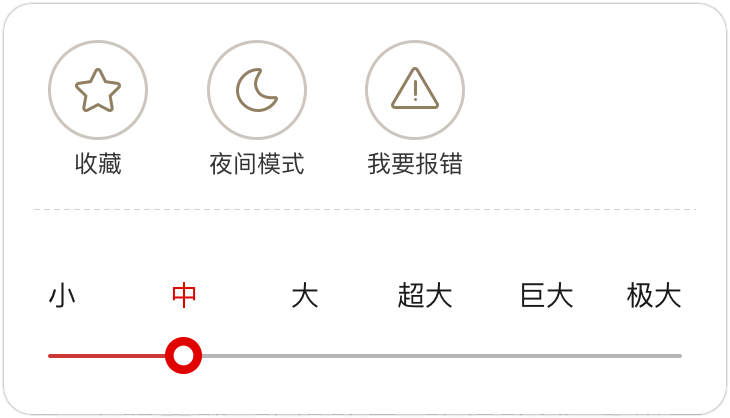 收藏 夜间模式 我要报错
小 中 大 超大 巨大 极大